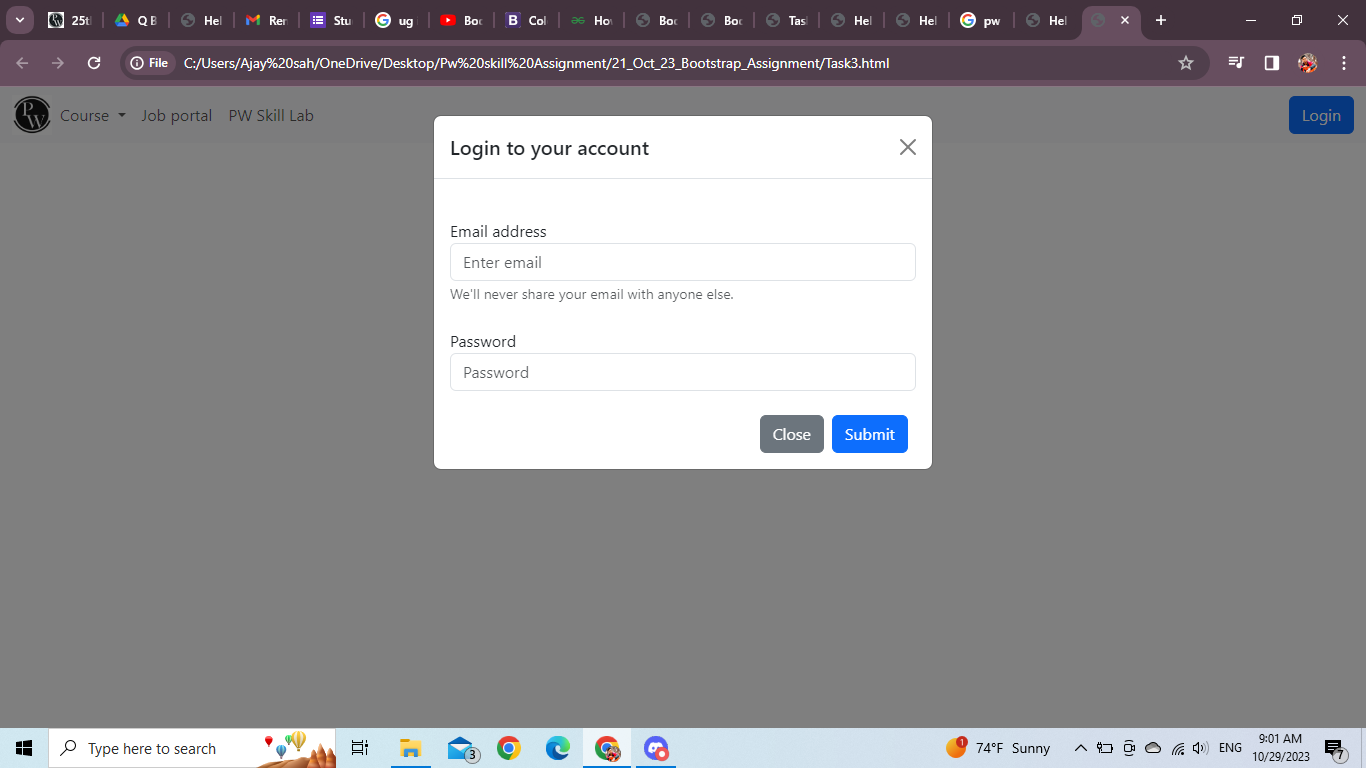 25t
Q B
Hel
Rer
Stu
ug
Boo
Col
Ho
Boo
Boo
Tas
Hel
Hel
pw
Hel
File
C:/Users/Ajay%20sah/OneDrive/Desktop/Pw%20skill%20Assignment/21_Oct_23_Bootstrap_Assignment/Task3.html
PW
Course
Job portal
PW Skill Lab
Login
Login to your account
Email address
Enter email
We'll never share your email with anyone else.
Password
Password
Close
Submit
Type here to search
3
1
74°F Sunny
ENG
9:01 AM
10/29/2023
7